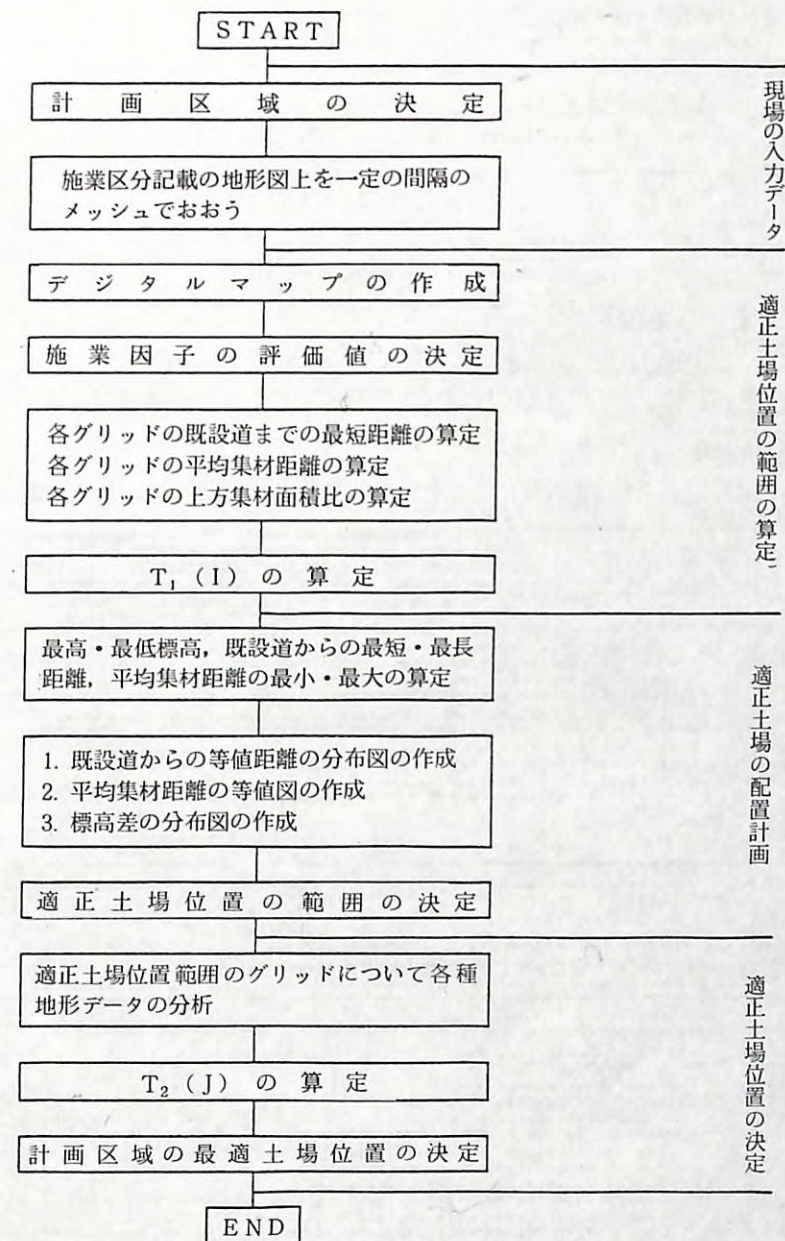 START
計画区域の決定
施業区分記載の地形図上を一定の間隔の
メッシュでおおう
現場の入力データ
デジタルマップの作成
施業因子の評価値の決定
各グリッドの既設道までの最短距離の算定
各グリッドの平均集材距離の算定
各グリッドの上方集材面積比の算定
T₁(I)の算定
適正土場位置の範囲の算定
最高・最低標高，既設道からの最短・最長
距離，平均集材距離の最小・最大の算定
1. 既設道からの等値距離の分布図の作成
2. 平均集材距離の等値図の作成
3. 標高差の分布図の作成
適正土場位置の範囲の決定
適正土場の配置計画
適正土場位置範囲のグリッドについて各種
地形データの分析
T₂(J)の算定
計画区域の最適土場位置の決定
適正土場位置の決定
END